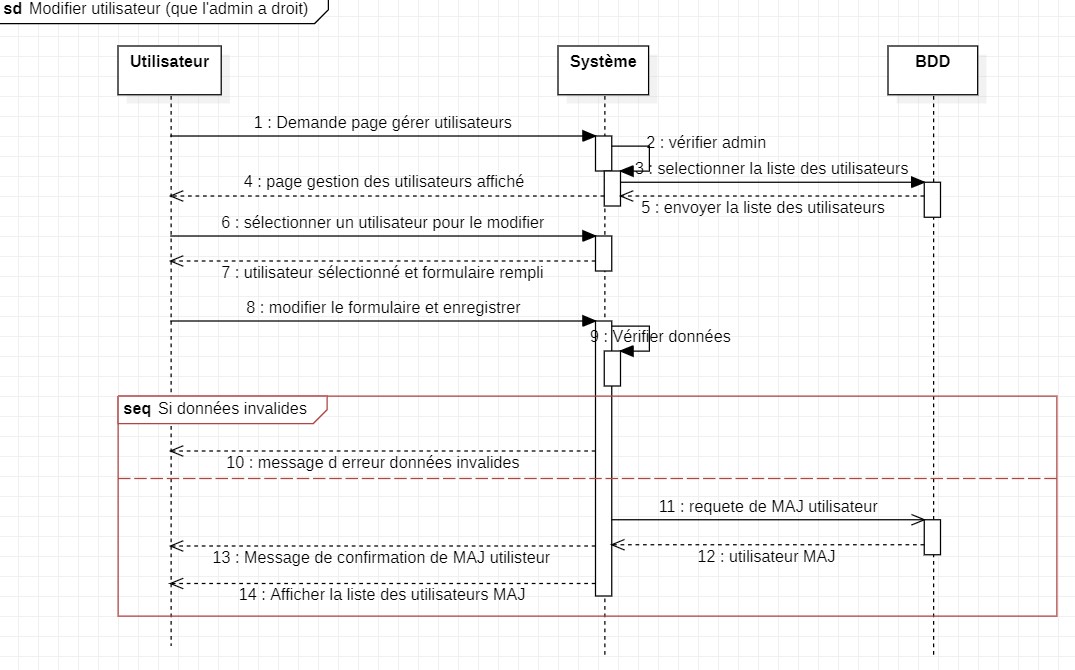 sd Modifier utilisateur (que l'admin a droit)
Utilisateur
Système
BDD
1 : Demande page gérer utilisateurs
2 : vérifier admin
3 : selectionner la liste des utilisateurs
4 : page gestion des utilisateurs affiché
5 : envoyer la liste des utilisateurs
6 : sélectionner un utilisateur pour le modifier
7 : utilisateur sélectionné et formulaire rempli
8 : modifier le formulaire et enregistrer
9 : Vérifier données
seq Si données invalides
10 : message d erreur données invalides
11 : requete de MAJ utilisateur
12 : utilisateur MAJ
13 : Message de confirmation de MAJ utilisteur
14 : Afficher la liste des utilisateurs MAJ